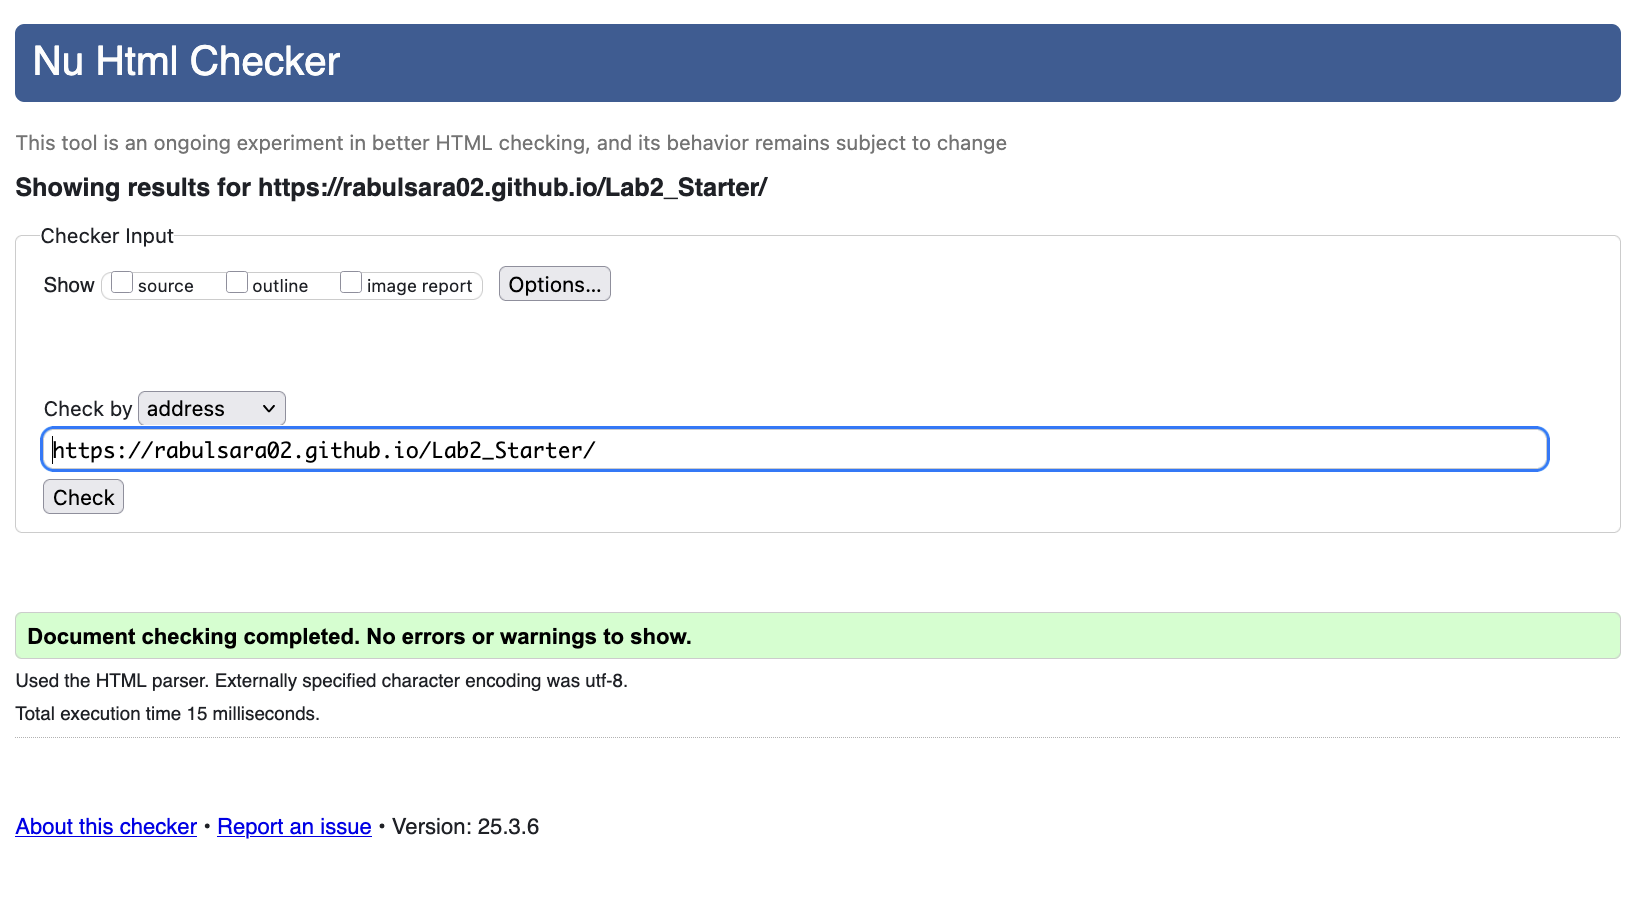 Nu Html Checker
This tool is an ongoing experiment in better HTML checking, and its behavior remains subject to change
Showing results for https://rabulsara02.github.io/Lab2_Starter/
Checker Input
Show source outline image report Options...
Check by address
https://rabulsara02.github.io/Lab2_Starter/
Check
Document checking completed. No errors or warnings to show.
Used the HTML parser. Externally specified character encoding was utf-8.
Total execution time 15 milliseconds.
About this checker • Report an issue • Version: 25.3.6